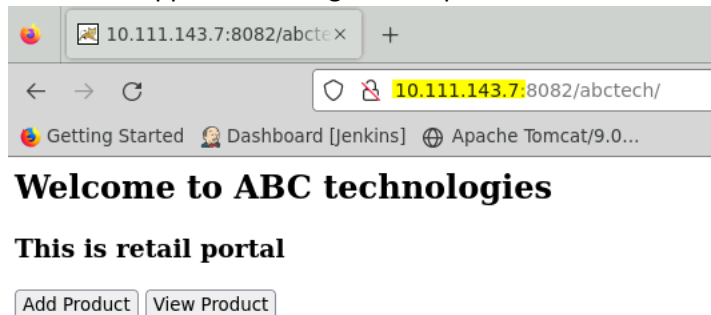 10.111.143.7:8082/abcte
10.111.143.7:8082/abctech/
Getting Started Dashboard [Jenkins] Apache Tomcat/9.0...
Welcome to ABC technologies
This is retail portal
Add Product View Product